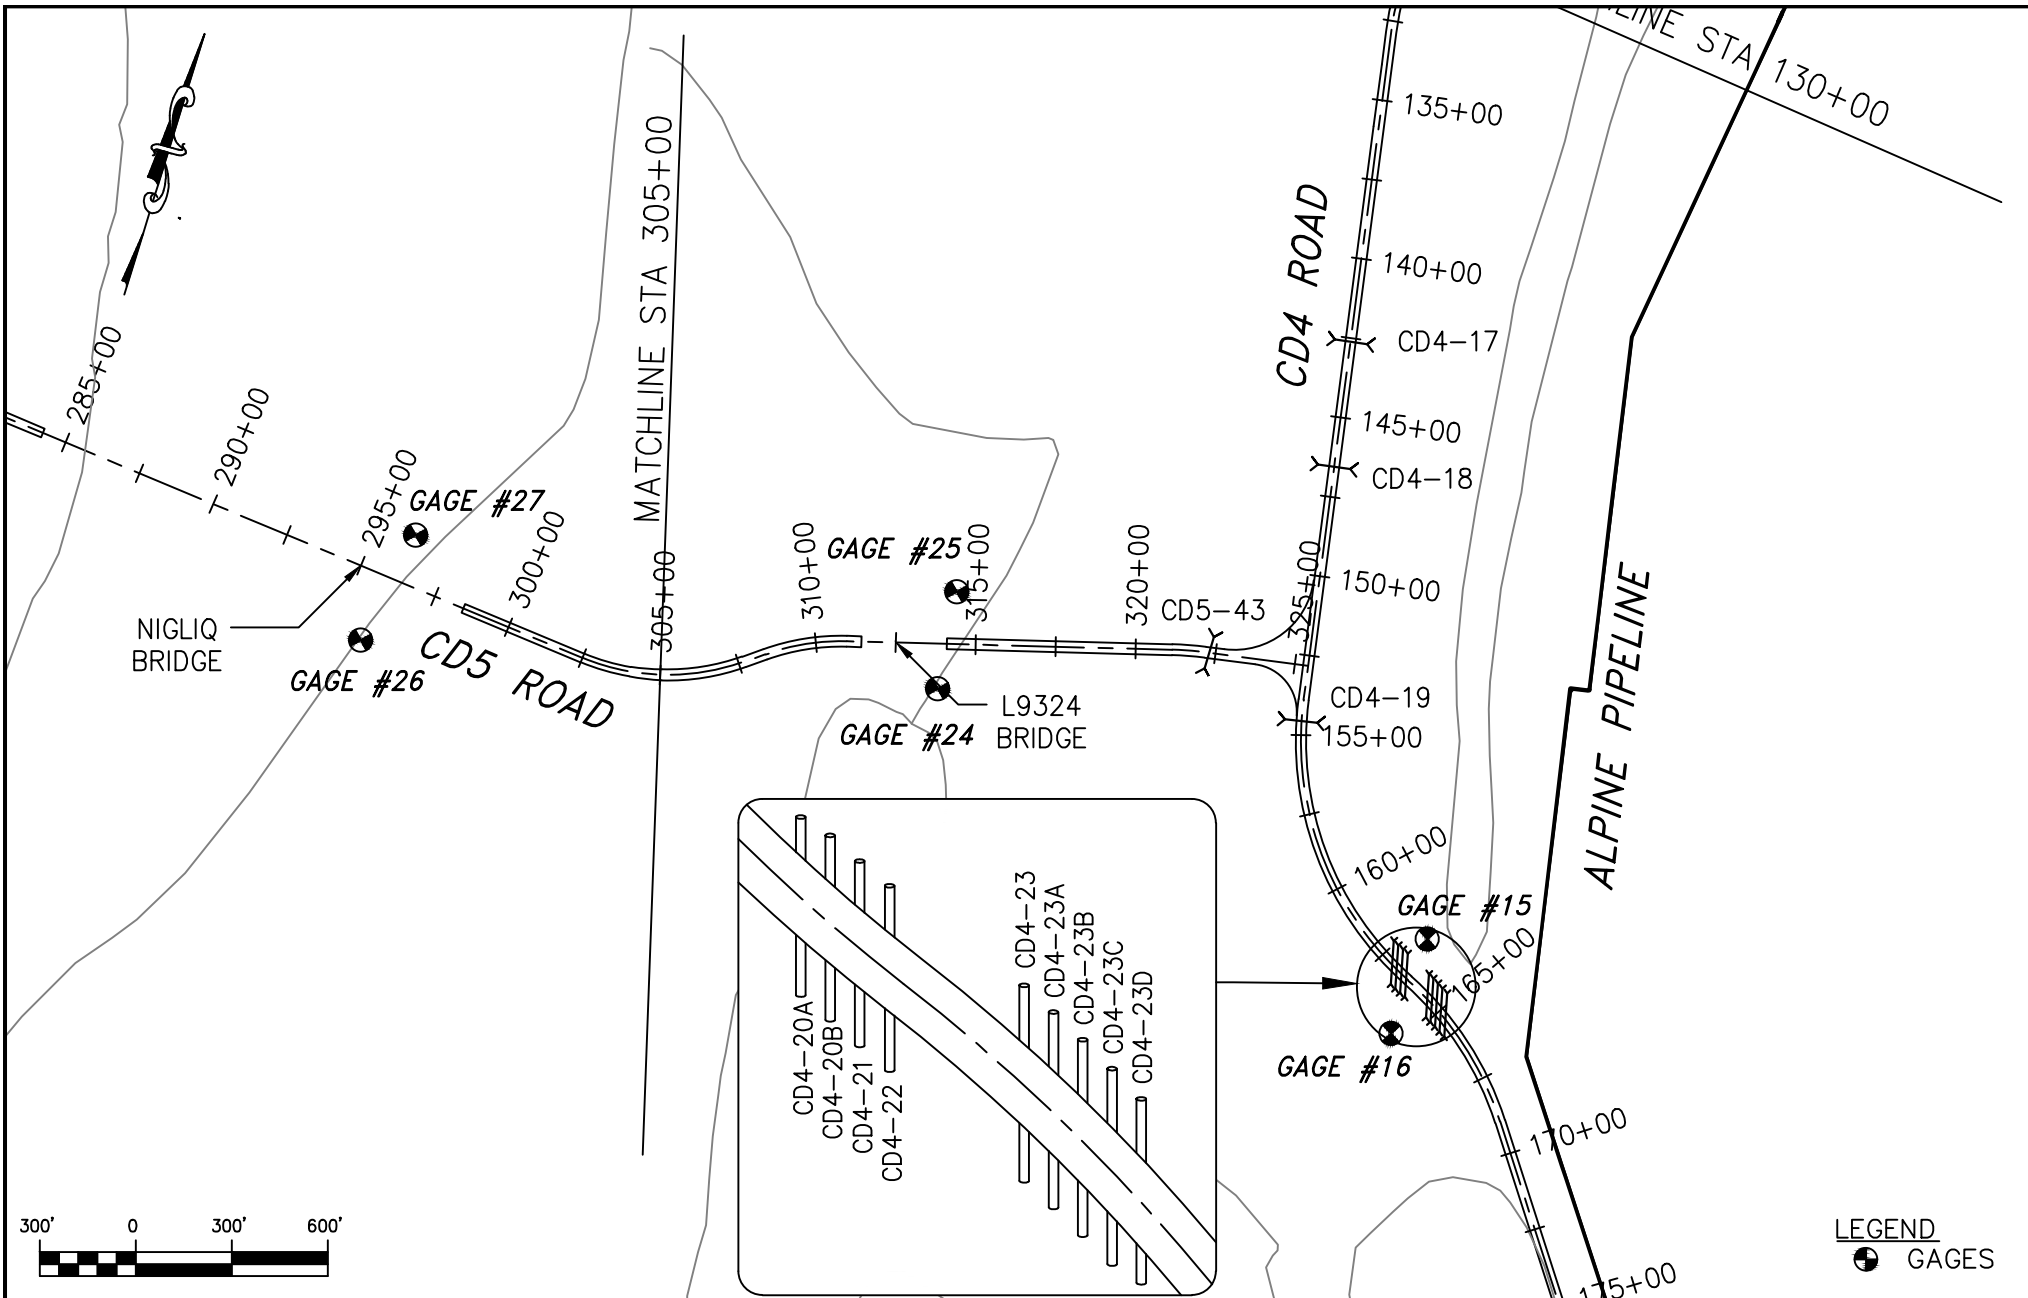 LINE STA 130+00
135+00
MATCHLINE STA 305+00
CD4 ROAD
140+00
CD4-17
285+00
290+00
145+00
CD4-18
295+00
GAGE #27
300+00
305+00
310+00
GAGE #25
315+00
320+00
325+00
150+00
CD5-43
NIGLIQ
BRIDGE
GAGE #26
CD5 ROAD
ALPINE PIPELINE
CD4-19
L9324
BRIDGE
GAGE #24
155+00
160+00
GAGE #15
165+00
GAGE #16
CD4-20A
CD4-20B
CD4-21
CD4-22
CD4-23
CD4-23A
CD4-23B
CD4-23C
CD4-23D
170+00
175+00
300' 0 300' 600'
LEGEND
GAGES